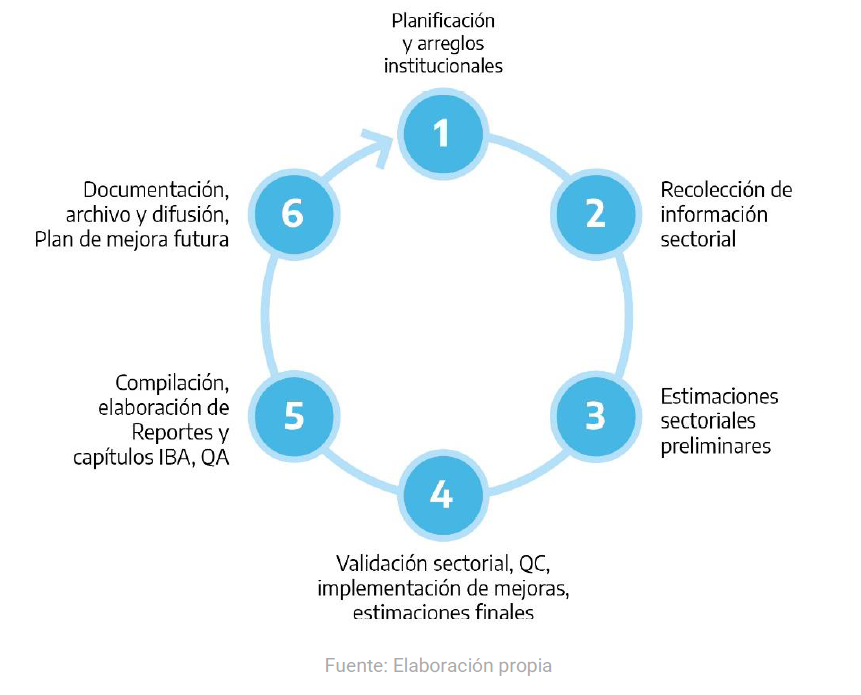 Planificación
y arreglos
institucionales
1
2
Recolección de
información
sectorial
3
Estimaciones
sectoriales
preliminares
4
Validación sectorial, QC,
implementación de mejoras,
estimaciones finales
5
Compilación,
elaboración de
Reportes y
capítulos IBA, QA
6
Documentación,
archivo y difusión,
Plan de mejora futura
Fuente: Elaboración propia